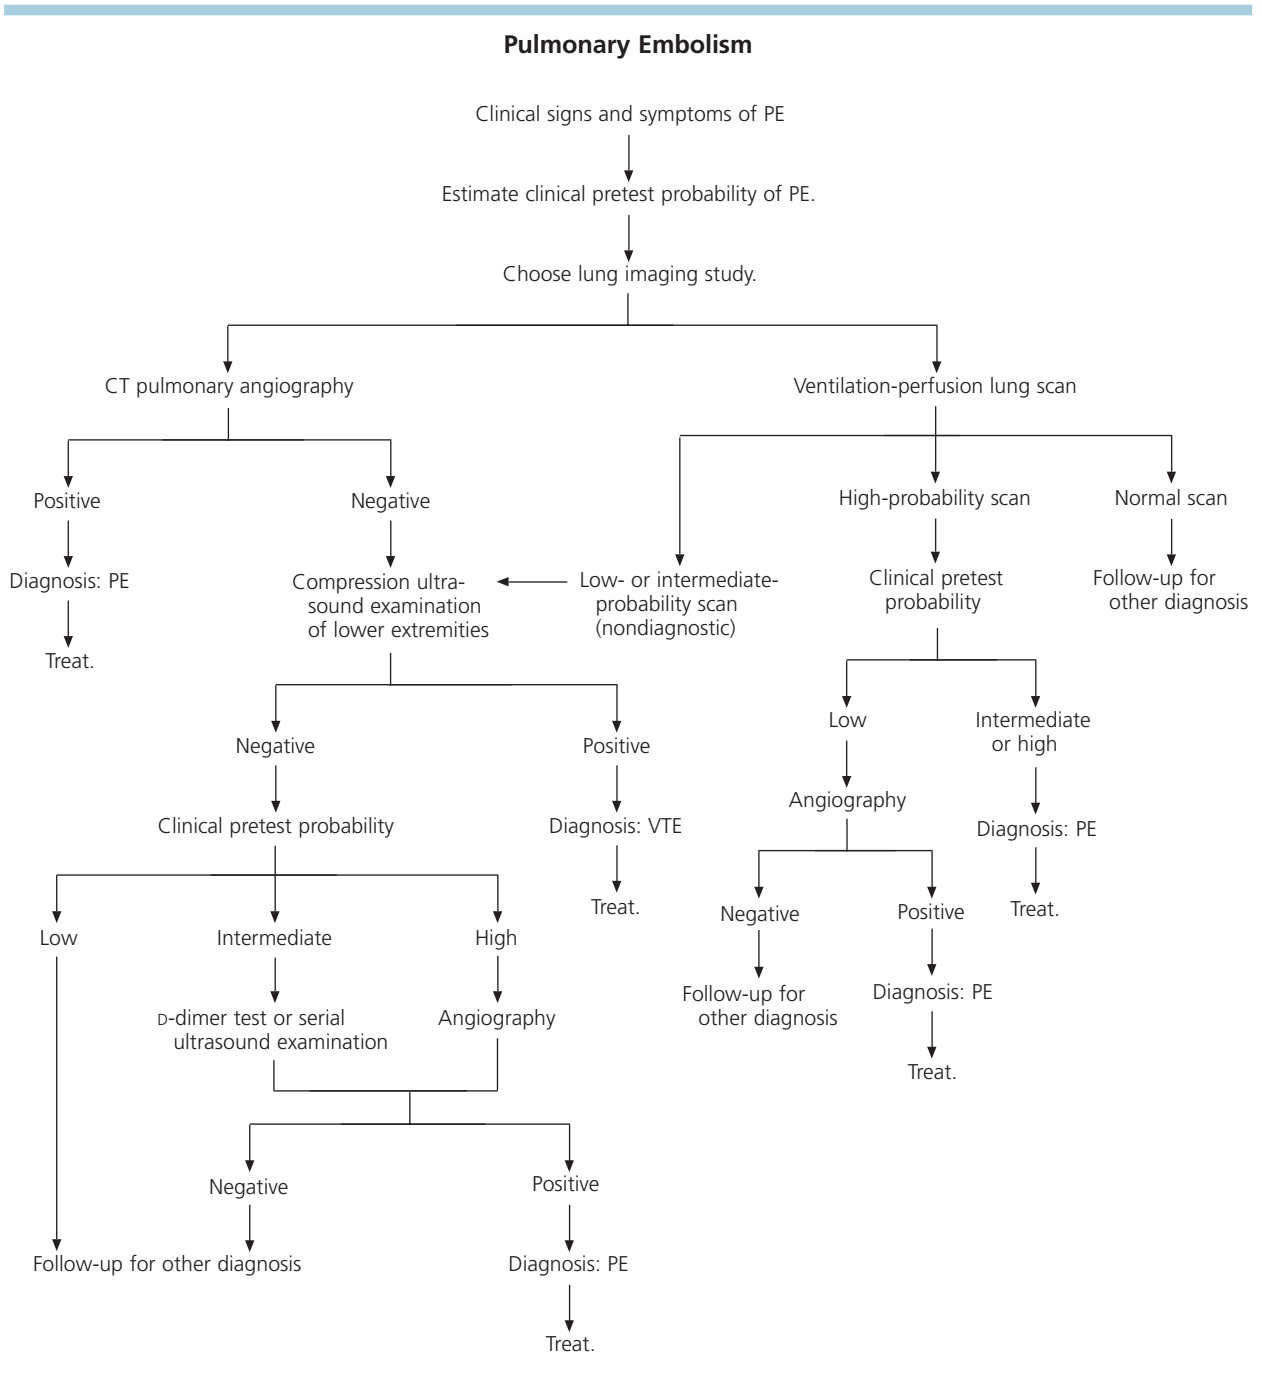 Pulmonary Embolism
Clinical signs and symptoms of PE
Estimate clinical pretest probability of PE.
Choose lung imaging study.
CT pulmonary angiography
Ventilation-perfusion lung scan
Positive
Negative
High-probability scan
Normal scan
Diagnosis: PE
Compression ultra-
sound examination
of lower extremities
Low- or intermediate-
probability scan
(nondiagnostic)
Clinical pretest
probability
Follow-up for
other diagnosis
Treat.
Negative
Positive
Low
Intermediate
or high
Clinical pretest probability
Diagnosis: VTE
Angiography
Diagnosis: PE
Treat.
Negative
Positive
Treat.
Low
Intermediate
High
Follow-up for
other diagnosis
Diagnosis: PE
D-dimer test or serial
ultrasound examination
Angiography
Treat.
Negative
Positive
Follow-up for other diagnosis
Diagnosis: PE
Treat.